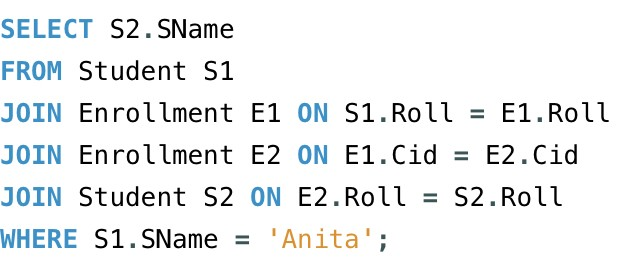 SELECT S2.SName
FROM Student S1
JOIN Enrollment E1 ON S1.Roll = E1.Roll
JOIN Enrollment E2 ON E1.Cid = E2.Cid
JOIN Student S2 ON E2.Roll = S2.Roll
WHERE S1.SName = 'Anita';